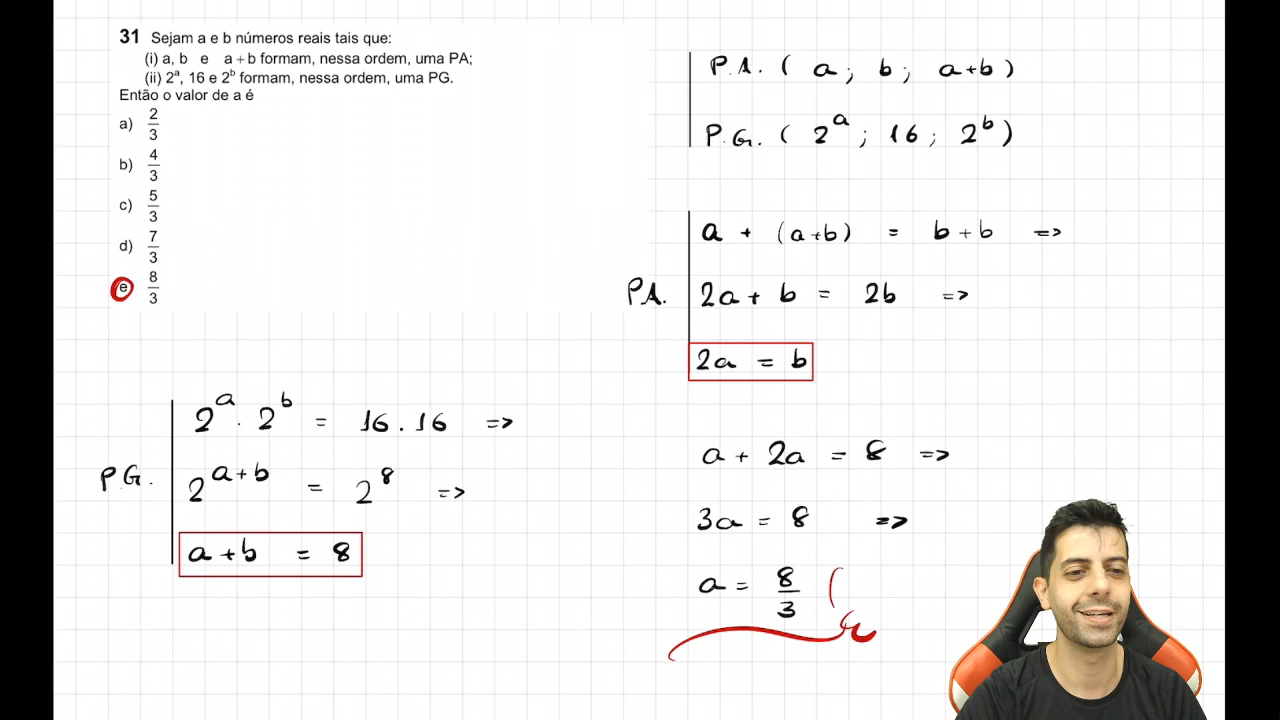 31 Sejam a e b números reais tais que:
(i) a, b e a + b formam, nessa ordem, uma PA;
(ii) 2ᵃ, 16 e 2ᵇ formam, nessa ordem, uma PG.
Então o valor de a é
a) 2/3
b) 4/3
c) 5/3
d) 7/3
e 8/3
P.A. ( a ; b ; a+b )
P.G. ( 2ᵃ ; 16 ; 2ᵇ )
a + (a+b) = b + b =>
P.A. 2a + b = 2b =>
2a = b
2ᵃ . 2ᵇ = 16 . 16 =>
P.G. 2ᵃ⁺ᵇ = 2⁸ =>
a + b = 8
a + 2a = 8 =>
3a = 8 =>
a = 8/3